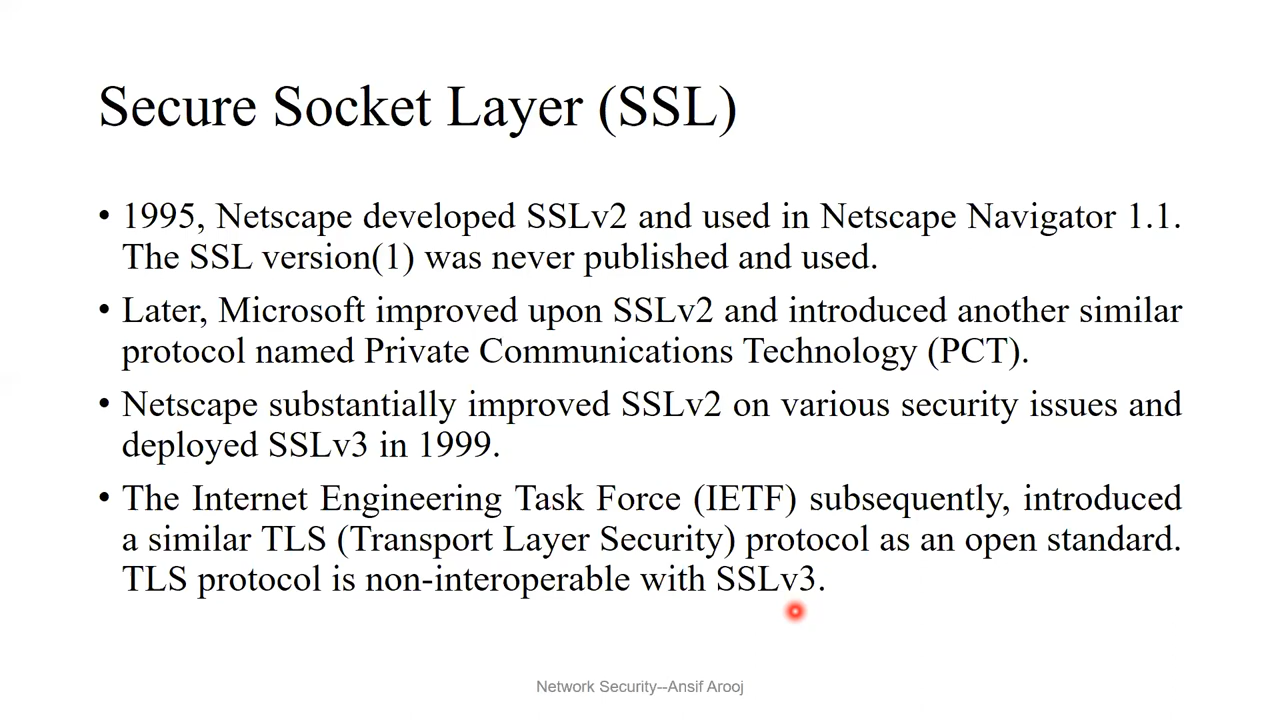 Secure Socket Layer (SSL)
• 1995, Netscape developed SSLv2 and used in Netscape Navigator 1.1.
The SSL version(1) was never published and used.
• Later, Microsoft improved upon SSLv2 and introduced another similar
protocol named Private Communications Technology (PCT).
• Netscape substantially improved SSLv2 on various security issues and
deployed SSLv3 in 1999.
• The Internet Engineering Task Force (IETF) subsequently, introduced
a similar TLS (Transport Layer Security) protocol as an open standard.
TLS protocol is non-interoperable with SSLv3.
Network Security--Ansif Arooj